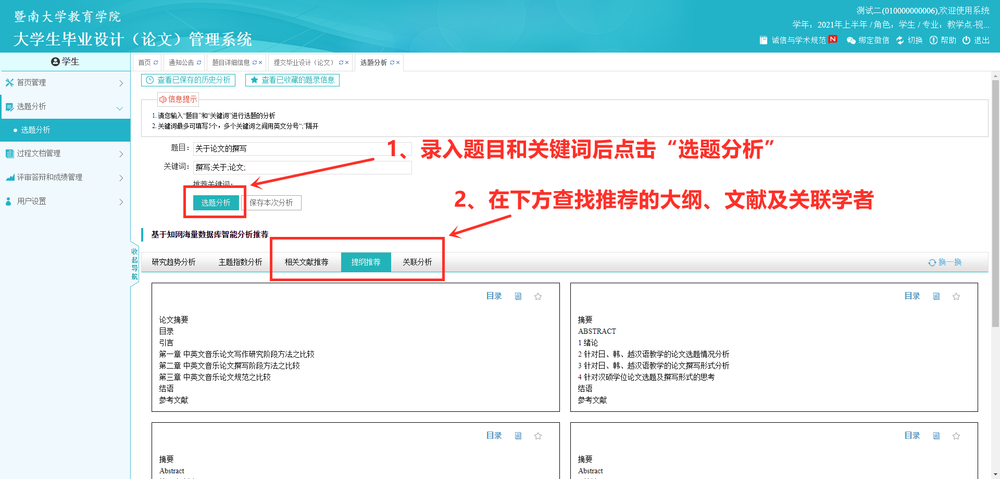 暨南大学教育学院
大学生毕业设计（论文）管理系统
测试二(010000000006),欢迎使用系统
学年：2021年上半年 / 角色：学生 / 专业：教学点-视...
诚信与学术规范 N 绑定微信 切换 帮助 退出
学生
首页管理
选题分析
选题分析
过程文档管理
评审答辩和成绩管理
用户设置
收起导航
首页 通知公告 题目详细信息 提交毕业设计（论文） 选题分析
查看已保存的历史分析 查看已收藏的题录信息
信息提示
1. 请您输入“题目”和“关键词”进行选题的分析
2. 关键词最多可填写5个，多个关键词之间用英文分号“;”隔开
题目： 关于论文的撰写
关键词： 撰写;关于;论文;
推荐关键词：
选题分析 保存本次分析
1、录入题目和关键词后点击“选题分析”
2、在下方查找推荐的大纲、文献及关联学者
基于知网海量数据库智能分析推荐
研究趋势分析 主题指数分析 相关文献推荐 提纲推荐 关联分析 换一换
目录
论文摘要
目录
引言
第一章 中英文音乐论文写作研究阶段方法之比较
第二章 中英文音乐论文撰写阶段方法之比较
第三章 中英文音乐论文规范之比较
结语
参考文献
目录
摘要
ABSTRACT
1 绪论
2 针对日、韩、越汉语教学的论文选题情况分析
3 针对日、韩、越汉语教学的论文撰写形式分析
4 针对汉硕学位论文选题及撰写形式的思考
结语
参考文献
目录
摘要
Abstract
目录
摘要
Abstract